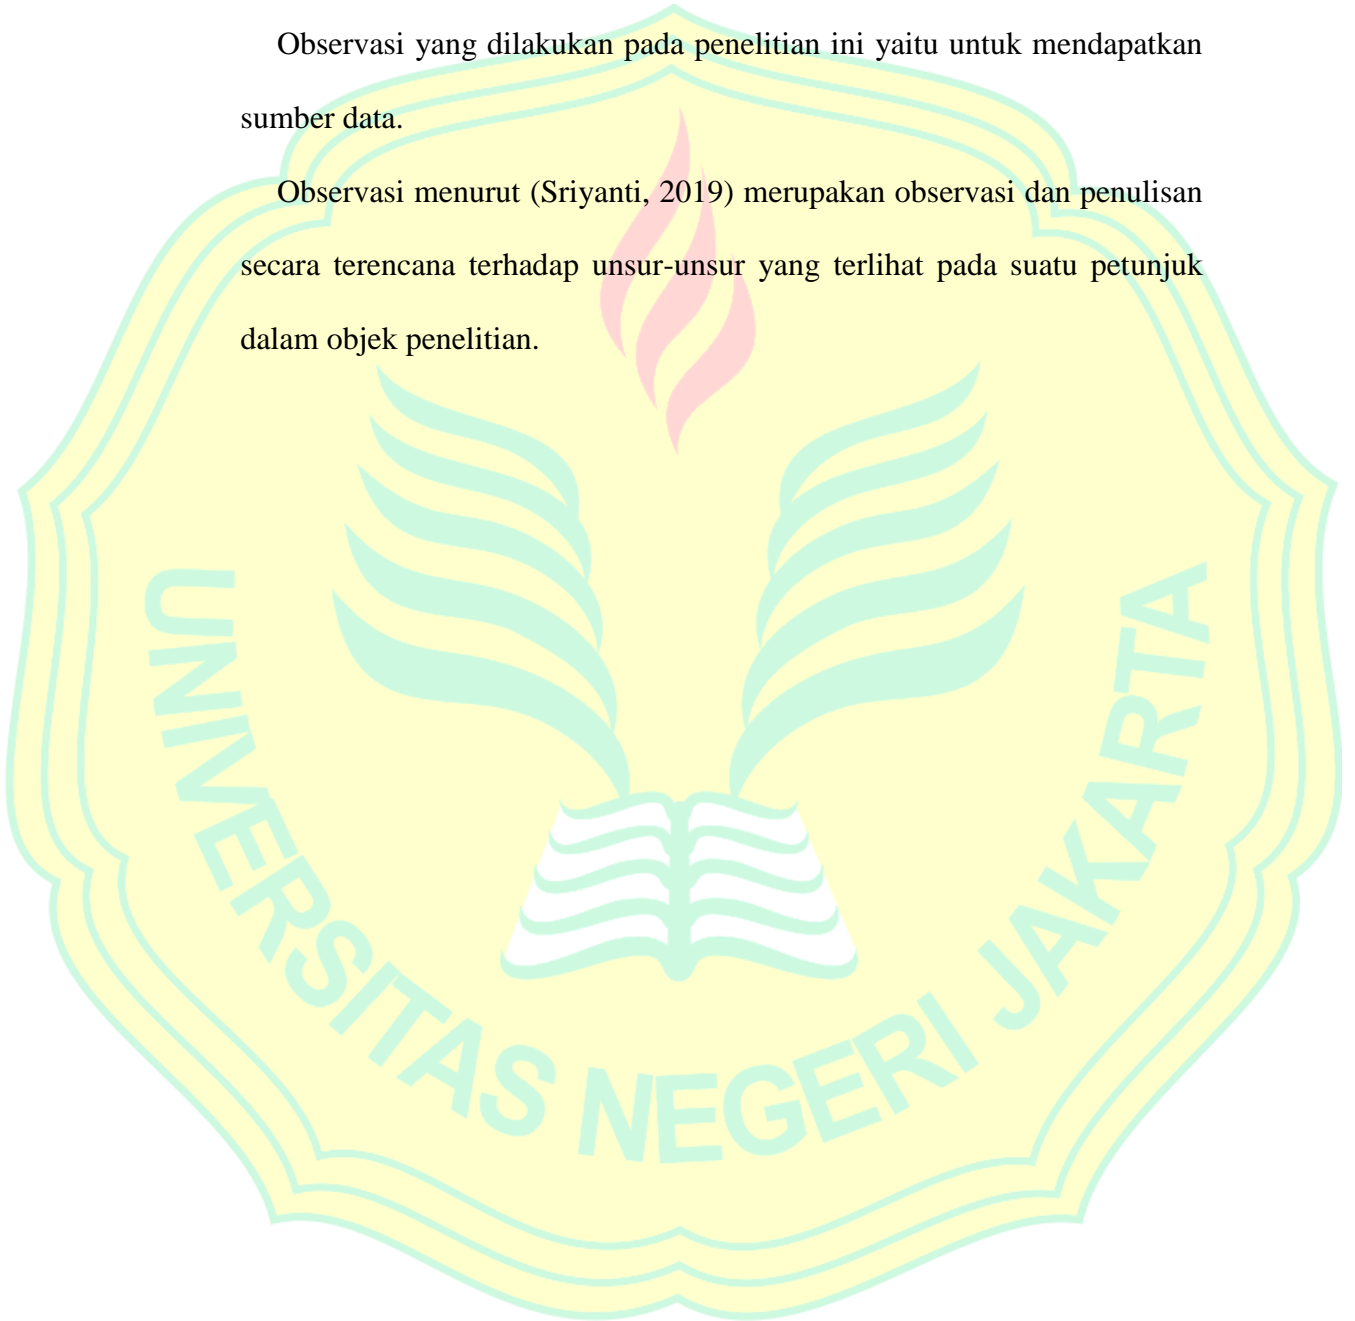 Observasi yang dilakukan pada penelitian ini yaitu untuk mendapatkan
sumber data.
Observasi menurut (Sriyanti, 2019) merupakan observasi dan penulisan
secara terencana terhadap unsur-unsur yang terlihat pada suatu petunjuk
dalam objek penelitian.
UNIVERSITAS NEGERI JAKARTA